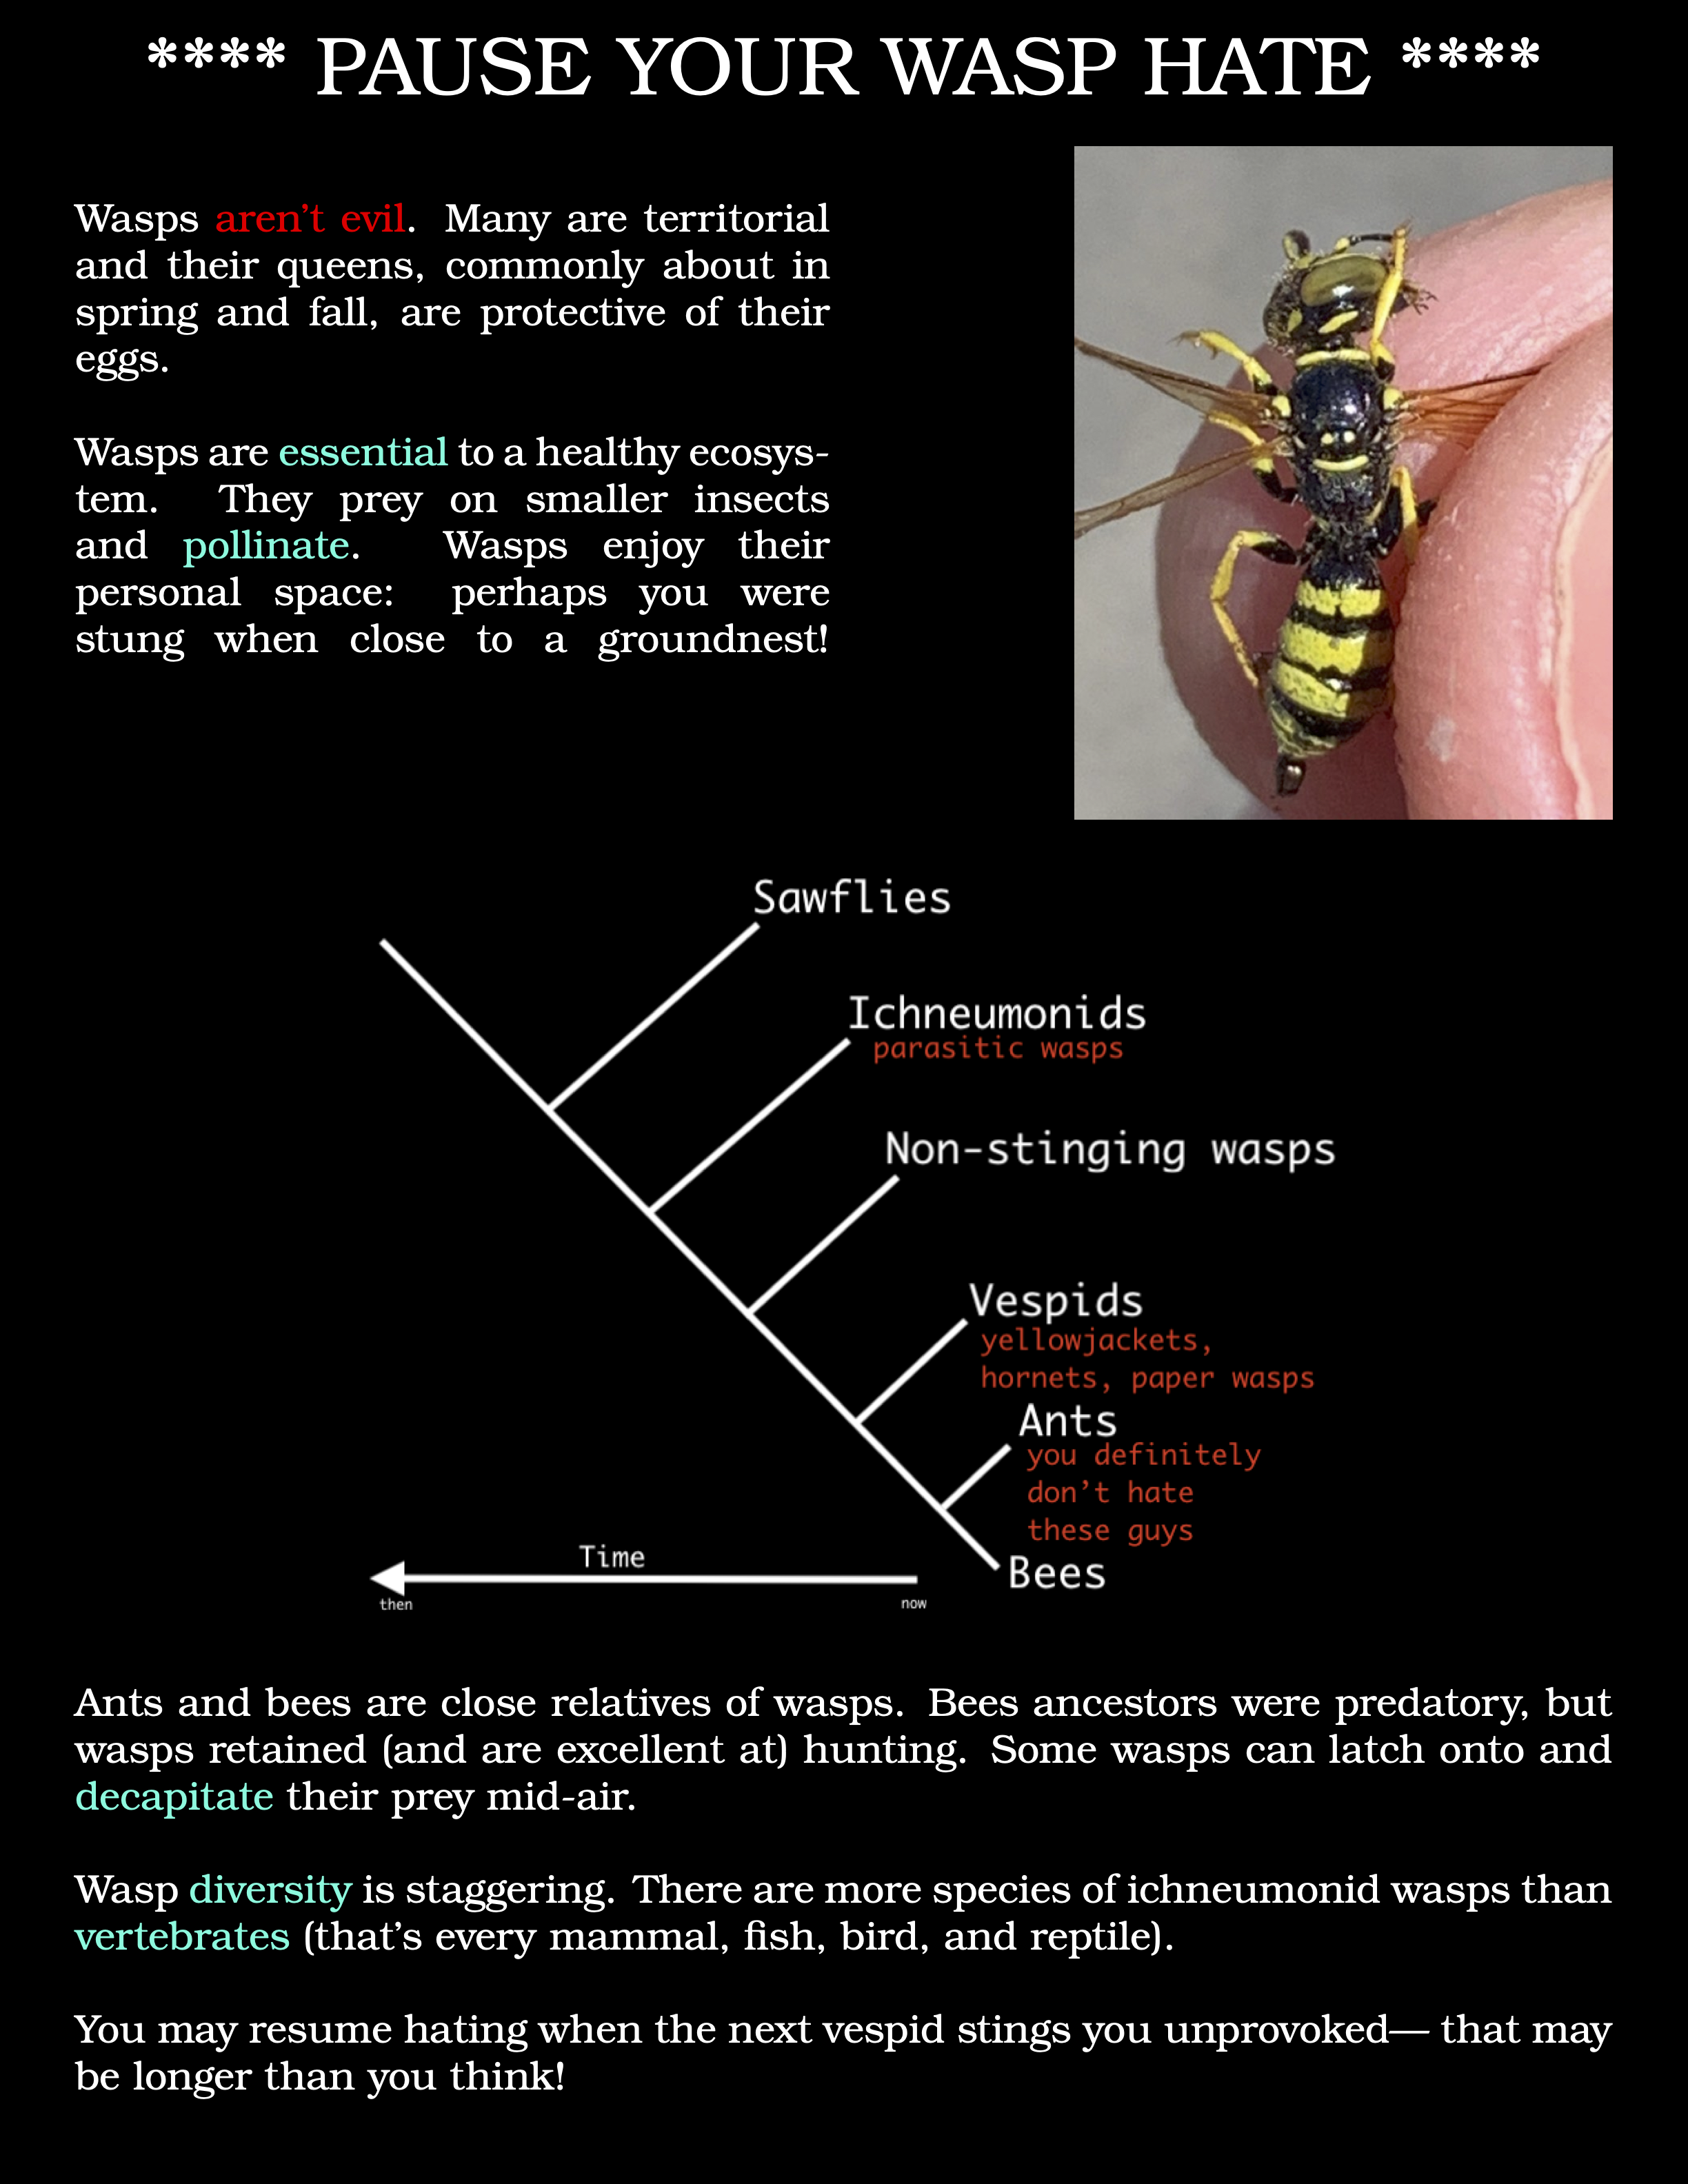 **** PAUSE YOUR WASP HATE ****
Wasps aren't evil. Many are territorial
and their queens, commonly about in
spring and fall, are protective of their
eggs.
Wasps are essential to a healthy ecosys-
tem. They prey on smaller insects
and pollinate. Wasps enjoy their
personal space: perhaps you were
stung when close to a groundnest!
Sawflies
Ichneumonids
parasitic wasps
Non-stinging wasps
Vespids
yellowjackets,
hornets, paper wasps
Ants
you definitely
don't hate
these guys
Bees
Time
then
now
Ants and bees are close relatives of wasps. Bees ancestors were predatory, but
wasps retained (and are excellent at) hunting. Some wasps can latch onto and
decapitate their prey mid-air.
Wasp diversity is staggering. There are more species of ichneumonid wasps than
vertebrates (that's every mammal, fish, bird, and reptile).
You may resume hating when the next vespid stings you unprovoked— that may
be longer than you think!